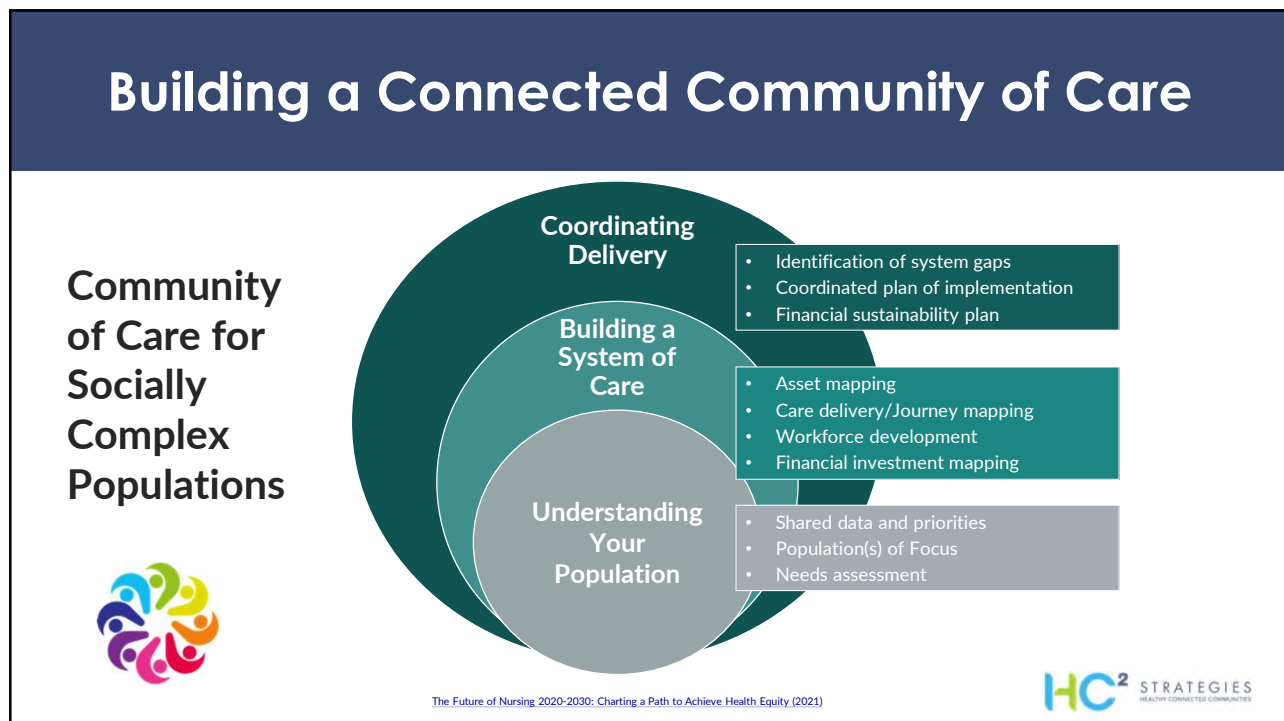 Building a Connected Community of Care
Community
of Care for
Socially
Complex
Populations
Coordinating
Delivery
• Identification of system gaps
• Coordinated plan of implementation
• Financial sustainability plan
Building a
System of
Care
• Asset mapping
• Care delivery/Journey mapping
• Workforce development
• Financial investment mapping
Understanding
Your
Population
• Shared data and priorities
• Population(s) of Focus
• Needs assessment
The Future of Nursing 2020-2030: Charting a Path to Achieve Health Equity (2021)
HC² STRATEGIES
HEALTHY CONNECTED COMMUNITIES